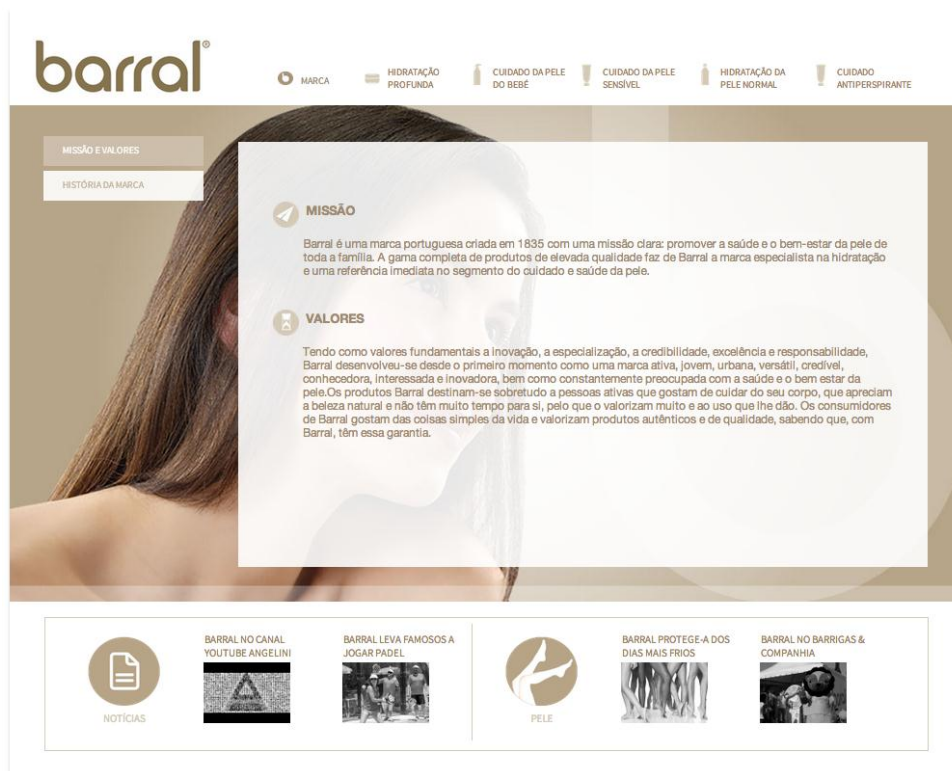 barral®
MARCA
HIDRATAÇÃO
PROFUNDA
CUIDADO DA PELE
DO BEBÉ
CUIDADO DA PELE
SENSÍVEL
HIDRATAÇÃO DA
PELE NORMAL
CUIDADO
ANTIPERSPIRANTE
MISSÃO E VALORES
HISTÓRIA DA MARCA
MISSÃO
Barral é uma marca portuguesa criada em 1835 com uma missão clara: promover a saúde e o bem-estar da pele de
toda a família. A gama completa de produtos de elevada qualidade faz de Barral a marca especialista na hidratação
e uma referência imediata no segmento do cuidado e saúde da pele.
VALORES
Tendo como valores fundamentais a inovação, a especialização, a credibilidade, excelência e responsabilidade,
Barral desenvolveu-se desde o primeiro momento como uma marca ativa, jovem, urbana, versátil, credível,
conhecedora, interessada e inovadora, bem como constantemente preocupada com a saúde e o bem estar da
pele.Os produtos Barral destinam-se sobretudo a pessoas ativas que gostam de cuidar do seu corpo, que apreciam
a beleza natural e não têm muito tempo para si, pelo que o valorizam muito e ao uso que lhe dão. Os consumidores
de Barral gostam das coisas simples da vida e valorizam produtos autênticos e de qualidade, sabendo que, com
Barral, têm essa garantia.
NOTÍCIAS
BARRAL NO CANAL
YOUTUBE ANGELINI
BARRAL LEVA FAMOSOS A
JOGAR PADEL
PELE
BARRAL PROTEGE-A DOS
DIAS MAIS FRIOS
BARRAL NO BARRIGAS &
COMPANHIA